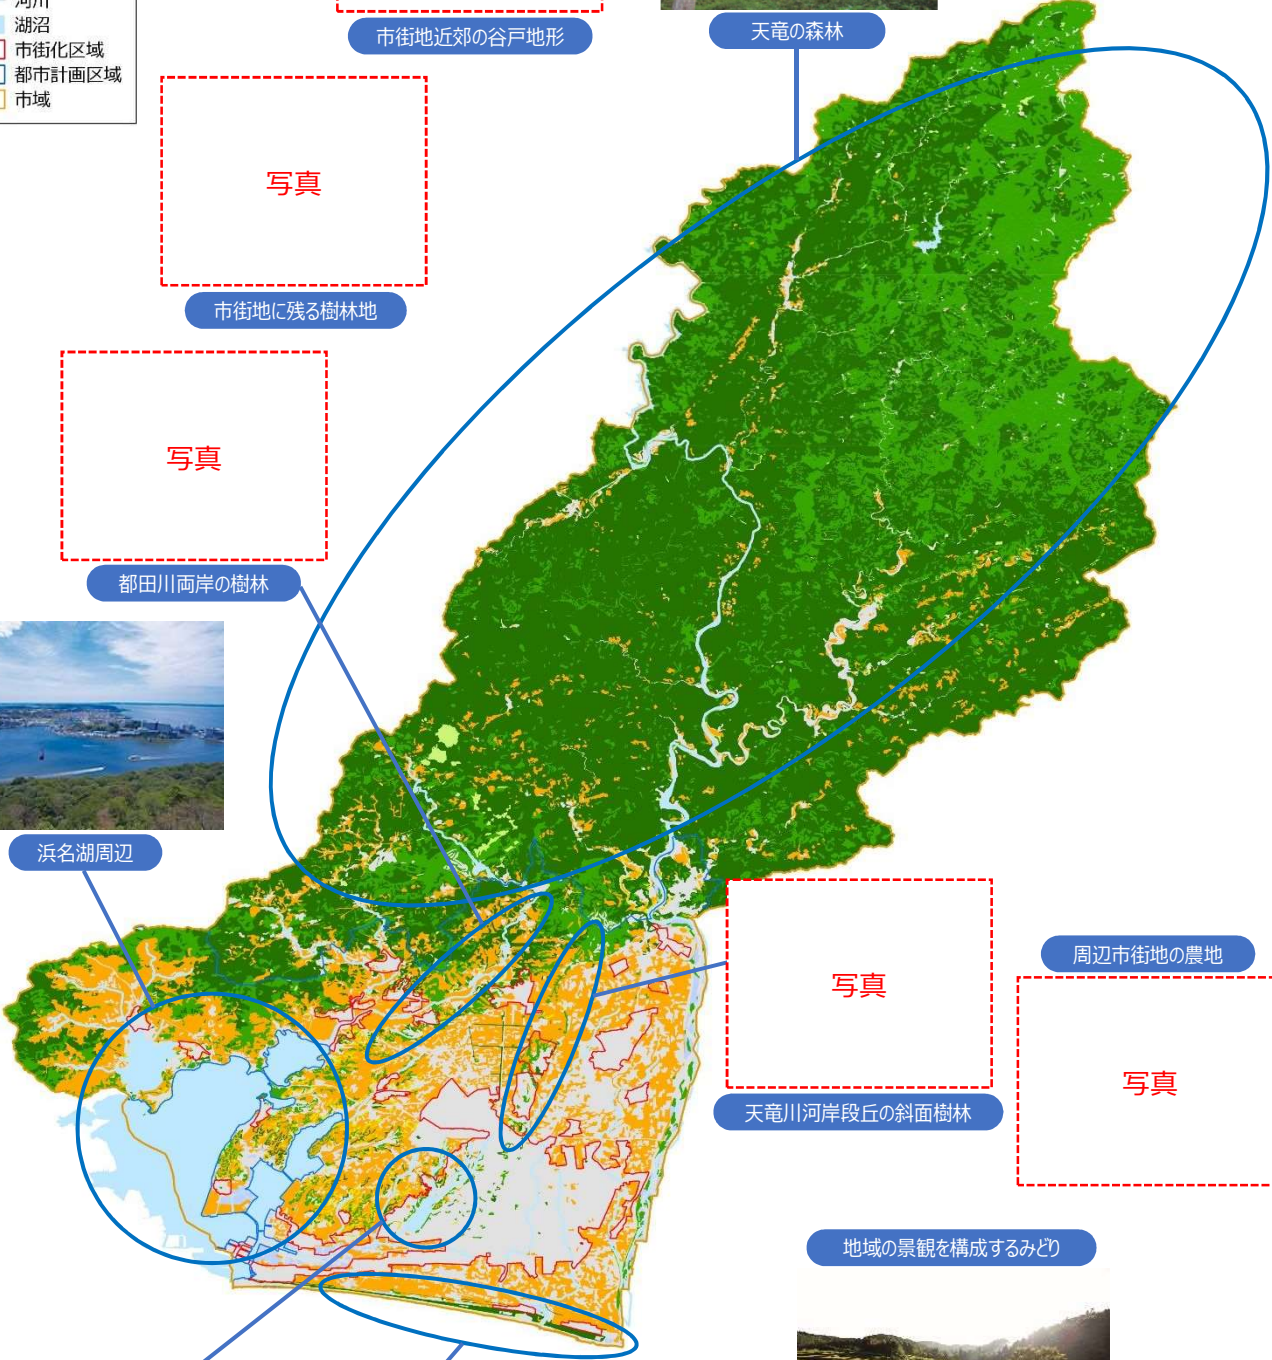 河川
湖沼
市街化区域
都市計画区域
市域
市街地近郊の谷戸地形
天竜の森林
写真
市街地に残る樹林地
写真
都田川両岸の樹林
浜名湖周辺
写真
天竜川河岸段丘の斜面樹林
周辺市街地の農地
写真
地域の景観を構成するみどり